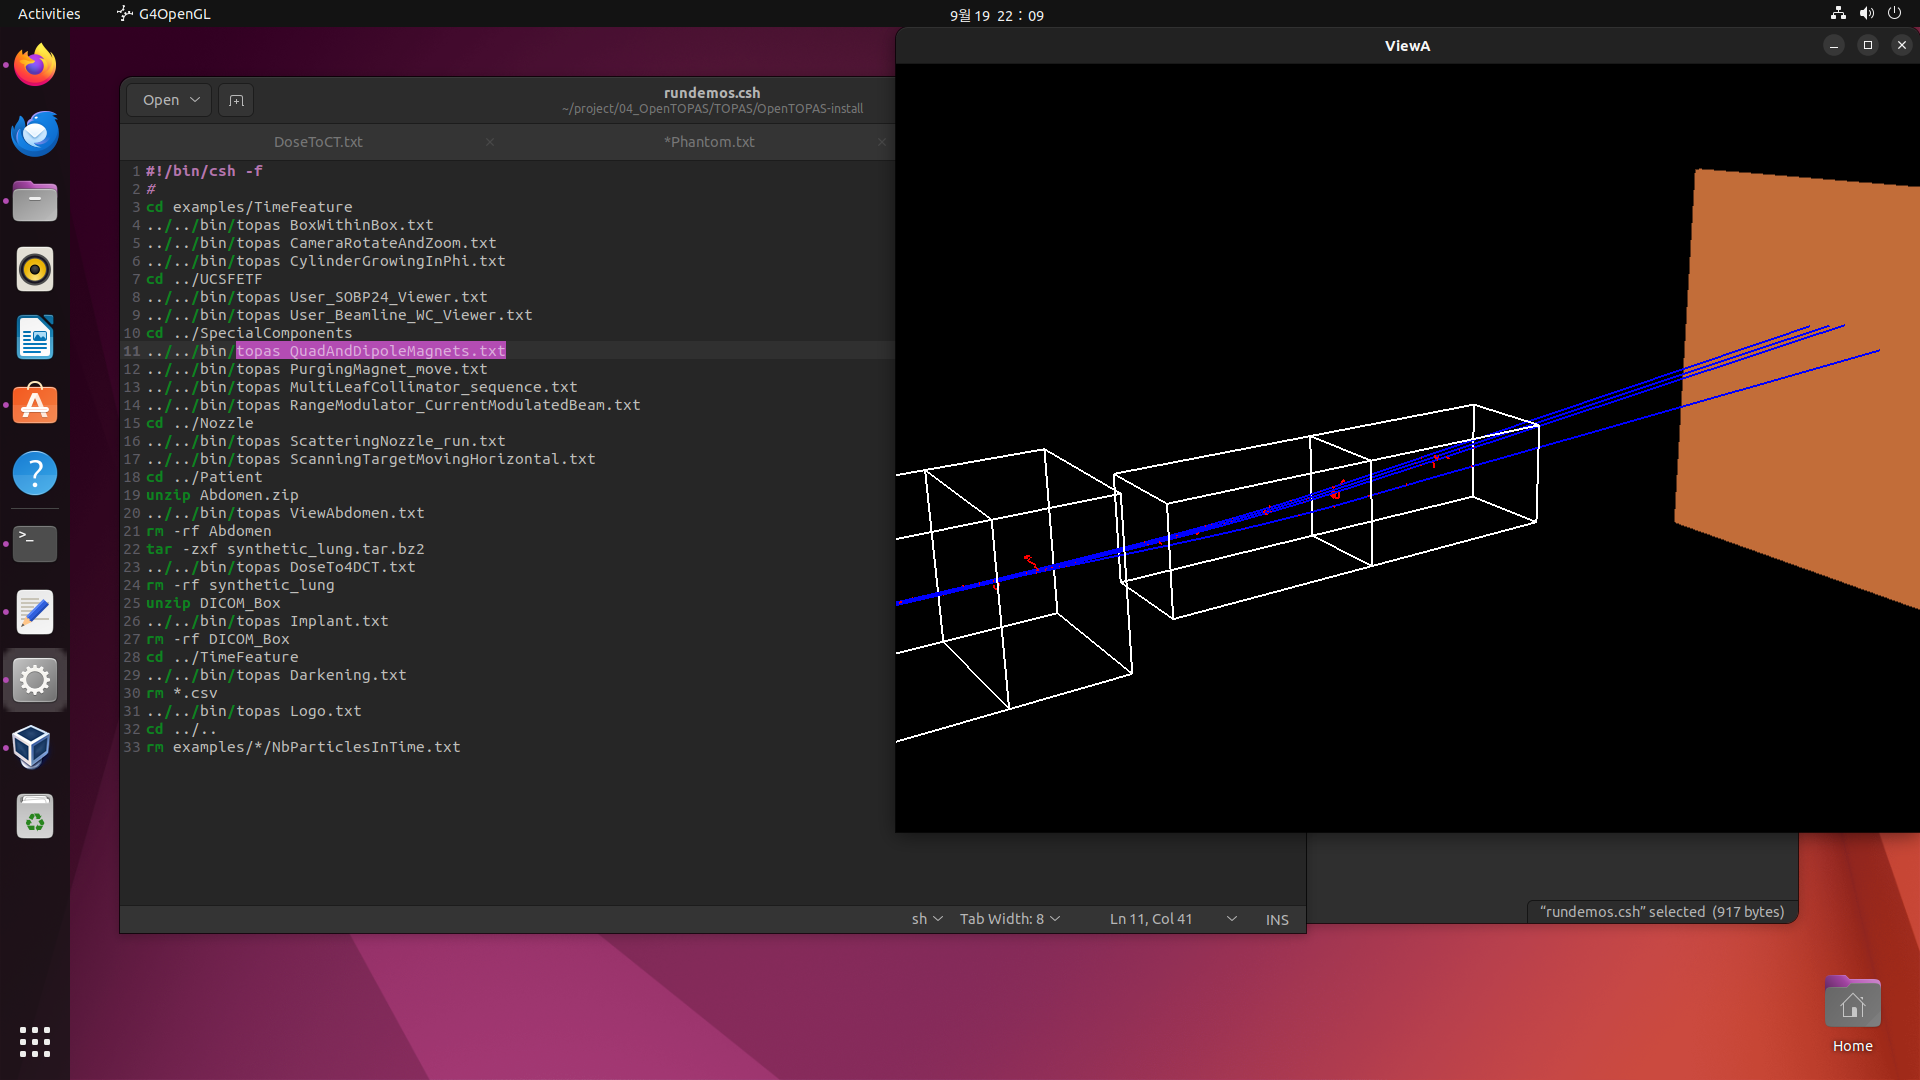 Activities
G4OpenGL
9월 19 22 : 09
Open
rundemos.csh
~/project/04_OpenTOPAS/TOPAS/OpenTOPAS-install
DoseToCT.txt
*Phantom.txt
1 #!/bin/csh -f
2 #
3 cd examples/TimeFeature
4 ../../bin/topas BoxWithinBox.txt
5 ../../bin/topas CameraRotateAndZoom.txt
6 ../../bin/topas CylinderGrowingInPhi.txt
7 cd ../UCSFETF
8 ../../bin/topas User_SOBP24_Viewer.txt
9 ../../bin/topas User_Beamline_WC_Viewer.txt
10 cd ../SpecialComponents
11 ../../bin/topas QuadAndDipoleMagnets.txt
12 ../../bin/topas PurgingMagnet_move.txt
13 ../../bin/topas MultiLeafCollimator_sequence.txt
14 ../../bin/topas RangeModulator_CurrentModulatedBeam.txt
15 cd ../Nozzle
16 ../../bin/topas ScatteringNozzle_run.txt
17 ../../bin/topas ScanningTargetMovingHorizontal.txt
18 cd ../Patient
19 unzip Abdomen.zip
20 ../../bin/topas ViewAbdomen.txt
21 rm -rf Abdomen
22 tar -zxf synthetic_lung.tar.bz2
23 ../../bin/topas DoseTo4DCT.txt
24 rm -rf synthetic_lung
25 unzip DICOM_Box
26 ../../bin/topas Implant.txt
27 rm -rf DICOM_Box
28 cd ../TimeFeature
29 ../../bin/topas Darkening.txt
30 rm *.csv
31 ../../bin/topas Logo.txt
32 cd ../..
33 rm examples/*/NbParticlesInTime.txt
sh
Tab Width: 8
Ln 11, Col 41
INS
ViewA
"rundemos.csh" selected (917 bytes)
Home